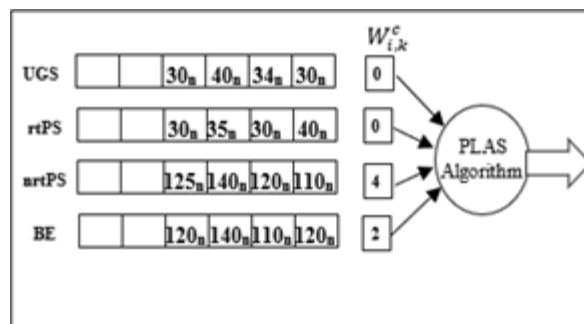 W^c_{i,k}
UGS 30n 40n 34n 30n 0
rtPS 30n 35n 30n 40n 0
nrtPS 125n 140n 120n 110n 4
BE 120n 140n 110n 120n 2
PLAS
Algorithm